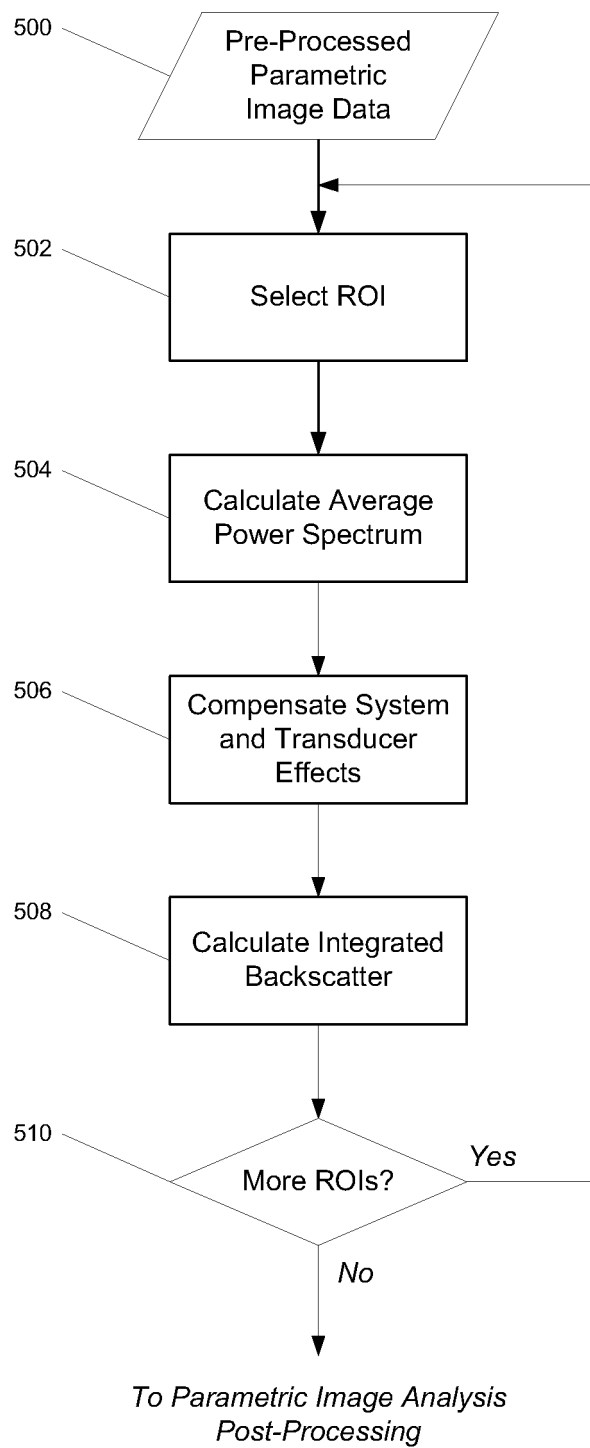 500
Pre-Processed
Parametric
Image Data
502
Select ROI
504
Calculate Average
Power Spectrum
506
Compensate System
and Transducer
Effects
508
Calculate Integrated
Backscatter
510
More ROIs?
Yes
No
To Parametric Image Analysis
Post-Processing